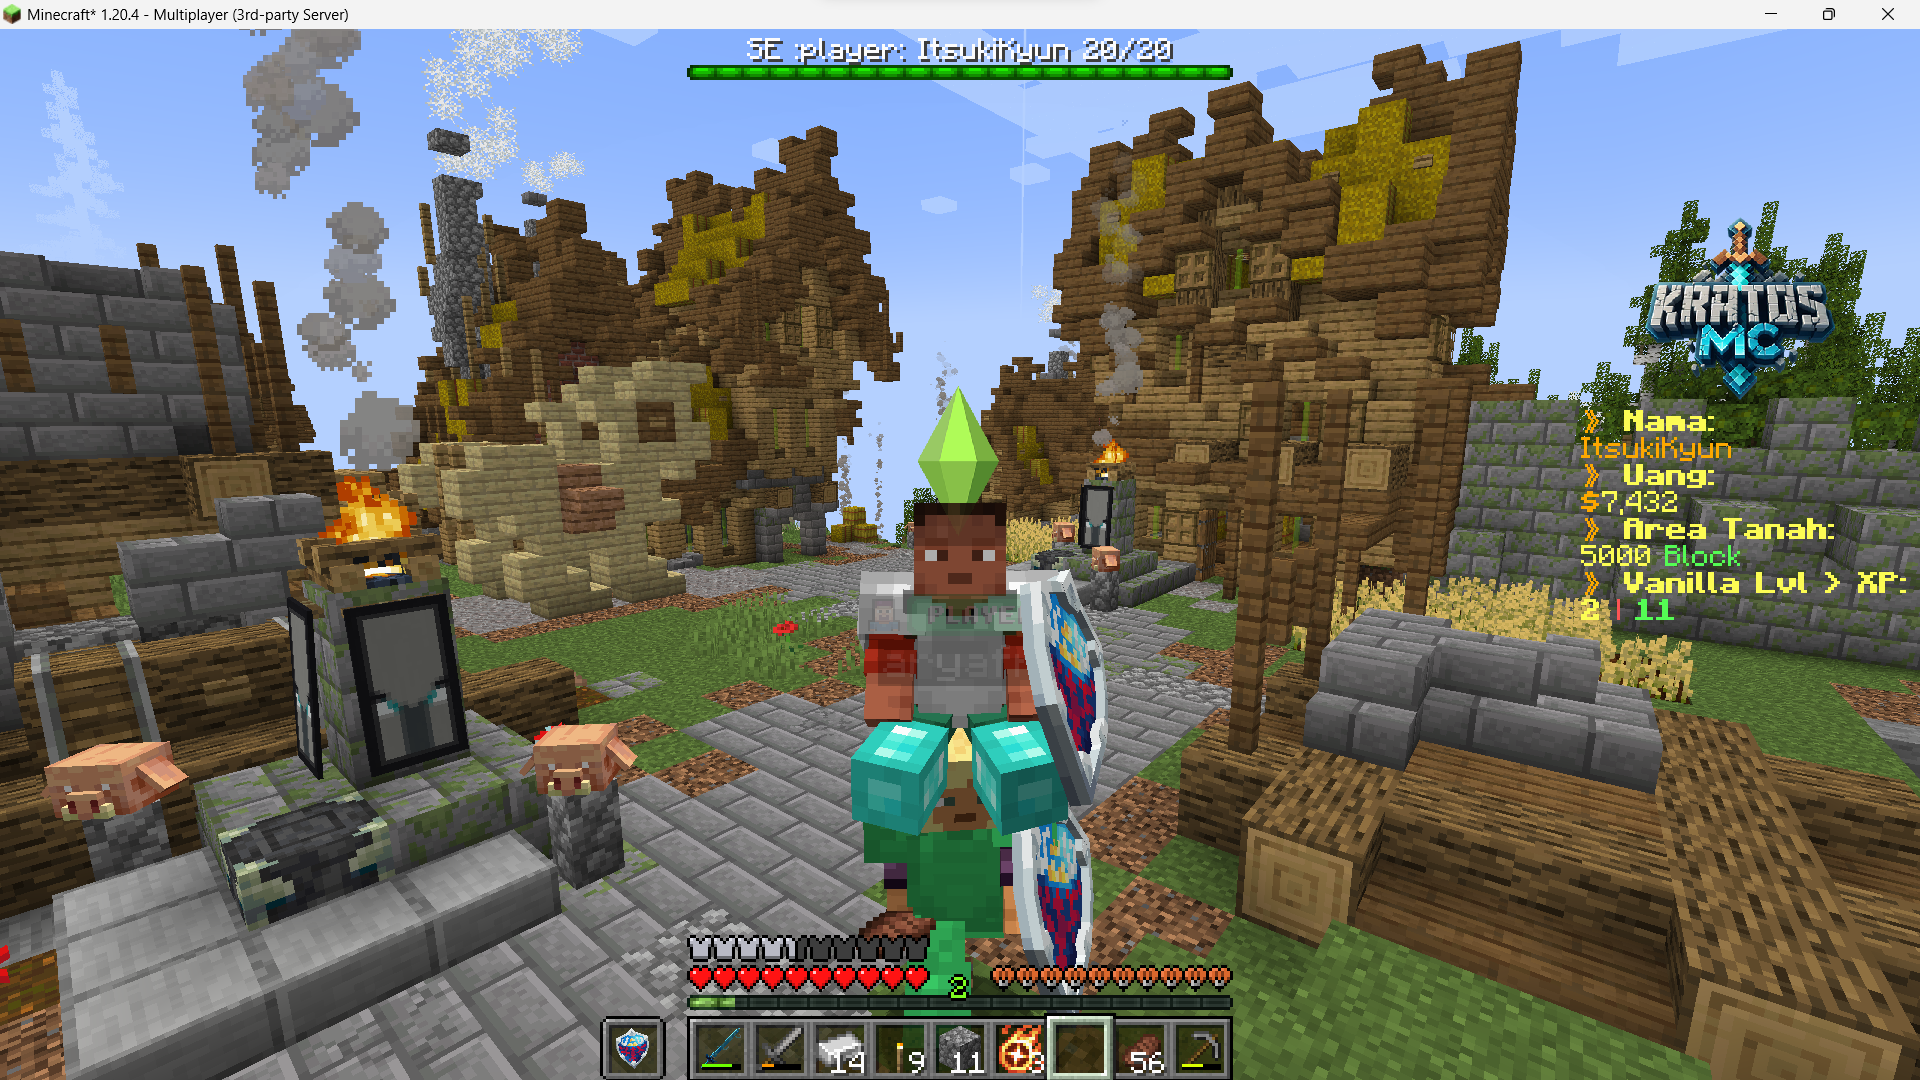 Minecraft* 1.20.4 - Multiplayer (3rd-party Server)
SE :player: ItsukiKyun 20/20
KRATOS
MC
» Nama:
ItsukiKyun
» Uang:
$7,432
» Area Tanah:
5000 Block
» Vanilla Lvl > XP:
2 | 11
PLAYER
2
14
9
11
3
56